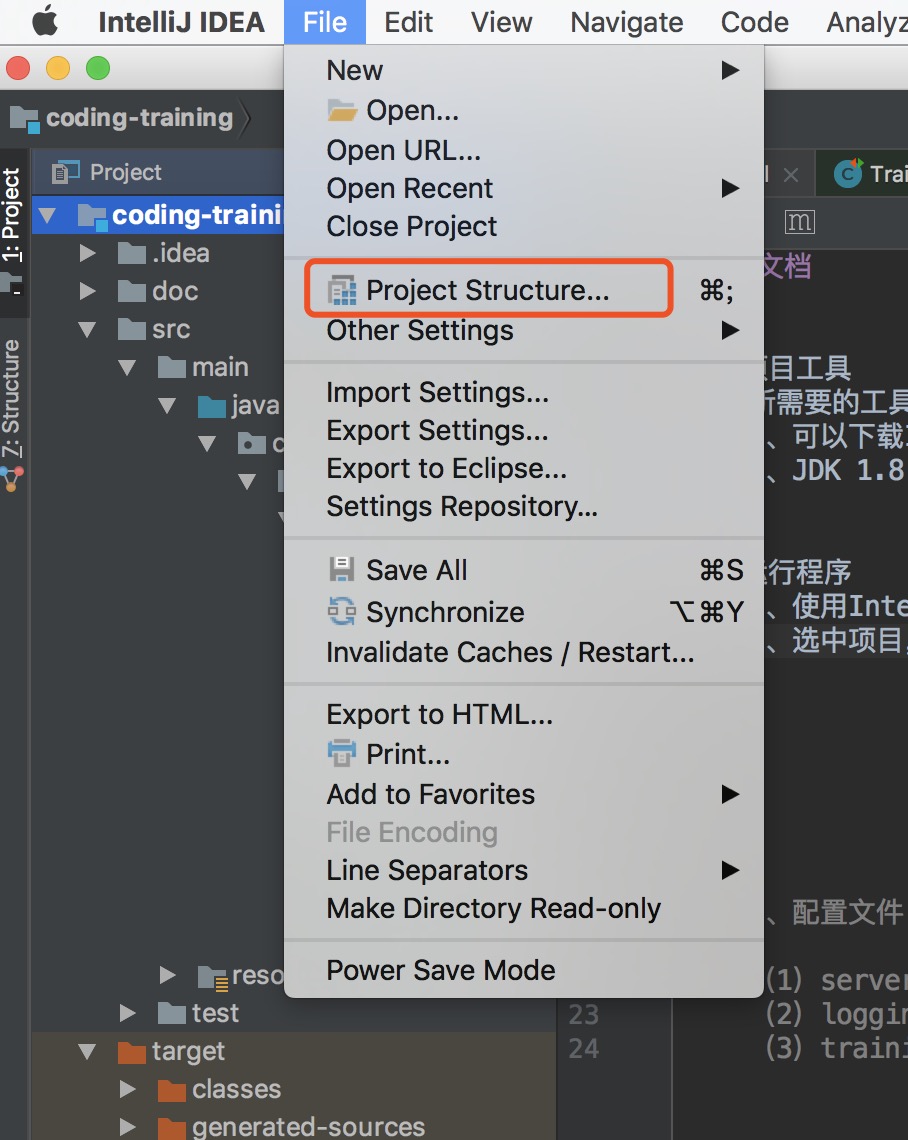 IntelliJ IDEA File Edit View Navigate Code Analyz
coding-training
Project
1: Project
7: Structure
coding-traini
.idea
doc
src
main
java
c
reso
test
target
classes
generated-sources
New
Open...
Open URL...
Open Recent
Close Project
Project Structure... ⌘;
Other Settings
Import Settings...
Export Settings...
Export to Eclipse...
Settings Repository...
Save All ⌘S
Synchronize ⌥⌘Y
Invalidate Caches / Restart...
Export to HTML...
Print...
Add to Favorites
File Encoding
Line Separators
Make Directory Read-only
Power Save Mode
C Trai
m
文档
项目工具
所需要的工具
、可以下载
、JDK 1.8
运行程序
、使用Inte
、选中项目
、配置文件
(1) server
23 (2) loggin
24 (3) traini